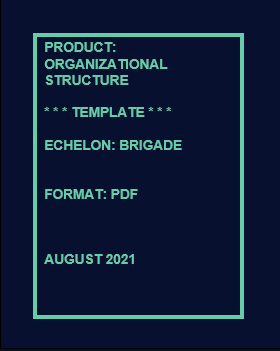 PRODUCT:
ORGANIZATIONAL
STRUCTURE
* * * TEMPLATE * * *
ECHELON: BRIGADE
FORMAT: PDF
AUGUST 2021